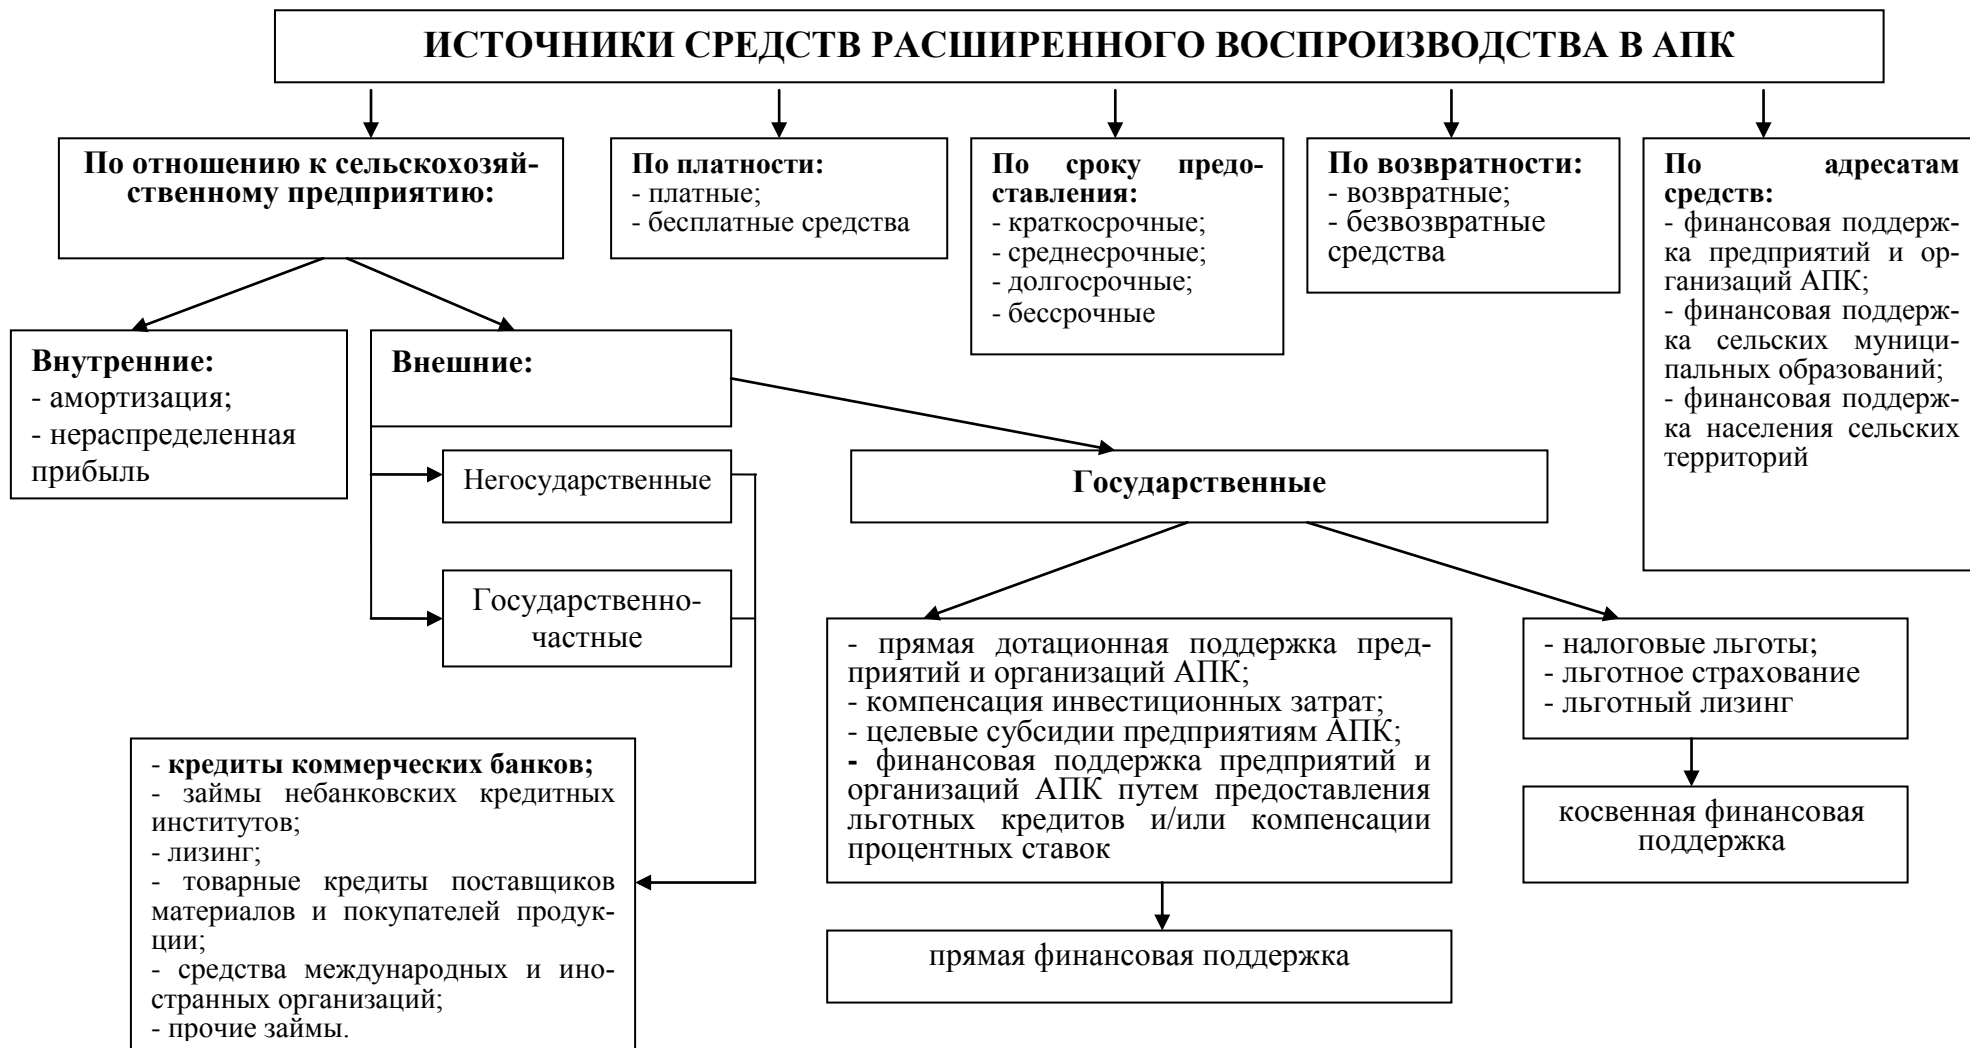 ИСТОЧНИКИ СРЕДСТВ РАСШИРЕННОГО ВОСПРОИЗВОДСТВА В АПК
По отношению к сельскохозяй-
ственному предприятию:
По платности:
- платные;
- бесплатные средства
По сроку предо-
ставления:
- краткосрочные;
- среднесрочные;
- долгосрочные;
- бессрочные
По возвратности:
- возвратные;
- безвозвратные
средства
По адресатам
средств:
- финансовая поддерж-
ка предприятий и ор-
ганизаций АПК;
- финансовая поддерж-
ка сельских муници-
пальных образований;
- финансовая поддерж-
ка населения сельских
территорий
Внутренние:
- амортизация;
- нераспределенная
прибыль
Внешние:
Негосударственные
Государственно-
частные
Государственные
- прямая дотационная поддержка пред-
приятий и организаций АПК;
- компенсация инвестиционных затрат;
- целевые субсидии предприятиям АПК;
- финансовая поддержка предприятий и
организаций АПК путем предоставления
льготных кредитов и/или компенсации
процентных ставок
- налоговые льготы;
- льготное страхование
- льготный лизинг
- кредиты коммерческих банков;
- займы небанковских кредитных
институтов;
- лизинг;
- товарные кредиты поставщиков
материалов и покупателей продук-
ции;
- средства международных и ино-
странных организаций;
- прочие займы.
прямая финансовая поддержка
косвенная финансовая
поддержка